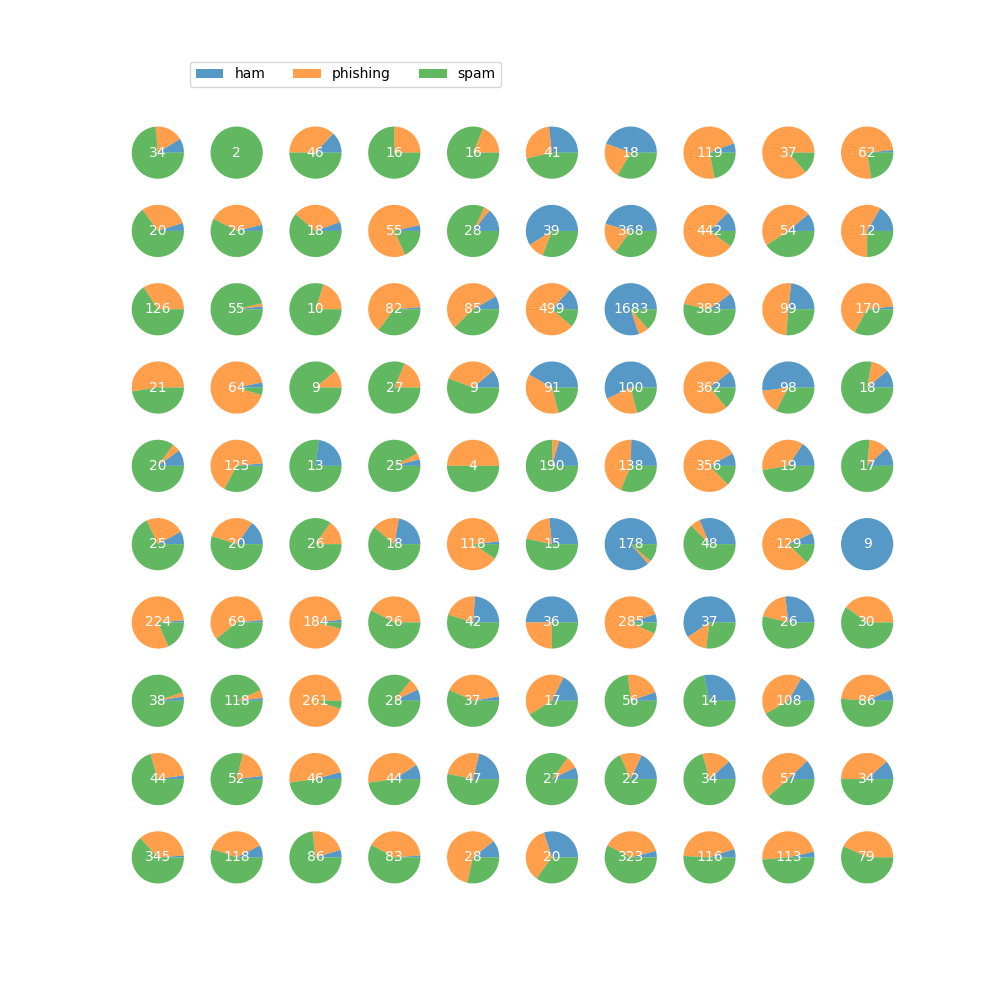 ham phishing spam
34 2 46 16 16 41 18 119 37 62
20 26 18 55 28 39 368 442 54 12
126 55 10 82 85 499 1683 383 99 170
21 64 9 27 9 91 100 362 98 18
20 125 13 25 4 190 138 356 19 17
25 20 26 18 118 15 178 48 129 9
224 69 184 26 42 36 285 37 26 30
38 118 261 28 37 17 56 14 108 86
44 52 46 44 47 27 22 34 57 34
345 118 86 83 28 20 323 116 113 79